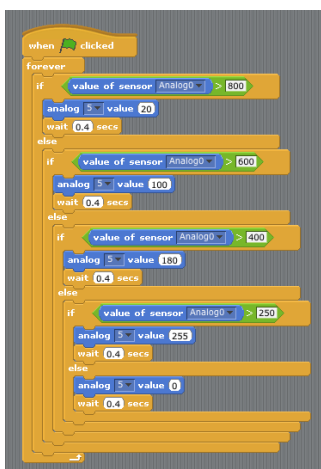 when clicked
forever
if value of sensor Analog0 > 800
analog 5 value 20
wait 0.4 secs
else
if value of sensor Analog0 > 600
analog 5 value 100
wait 0.4 secs
else
if value of sensor Analog0 > 400
analog 5 value 180
wait 0.4 secs
else
if value of sensor Analog0 > 250
analog 5 value 255
wait 0.4 secs
else
analog 5 value 0
wait 0.4 secs